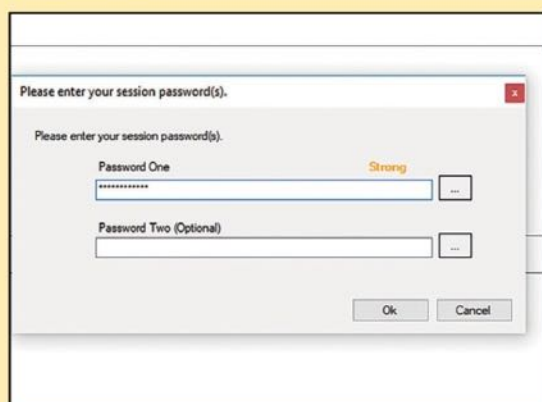 Please enter your session password(s).
x
Please enter your session password(s).
Password One Strong
************ ...
Password Two (Optional)
...
Ok Cancel